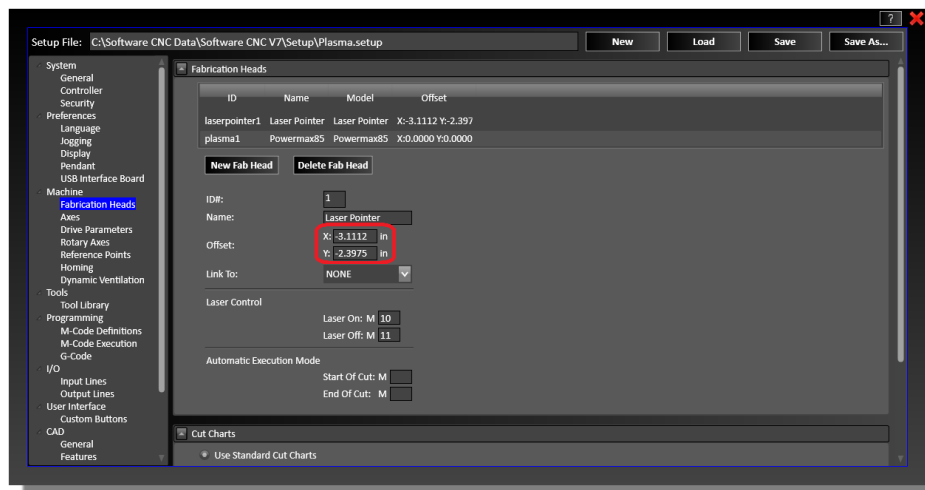 ?
Setup File: C:\Software CNC Data\Software CNC V7\Setup\Plasma.setup New Load Save Save As...
System
General
Controller
Security
Preferences
Language
Jogging
Display
Pendant
USB Interface Board
Machine
Fabrication Heads
Axes
Drive Parameters
Rotary Axes
Reference Points
Homing
Dynamic Ventilation
Tools
Tool Library
Programming
M-Code Definitions
M-Code Execution
G-Code
I/O
Input Lines
Output Lines
User Interface
Custom Buttons
CAD
General
Features
Fabrication Heads
ID Name Model Offset
laserpointer1 Laser Pointer Laser Pointer X:-3.1112 Y:-2.397
plasma1 Powermax85 Powermax85 X:0.0000 Y:0.0000
New Fab Head Delete Fab Head
ID#: 1
Name: Laser Pointer
Offset: X: -3.1112 in
Y: -2.3975 in
Link To: NONE
Laser Control
Laser On: M 10
Laser Off: M 11
Automatic Execution Mode
Start Of Cut: M
End Of Cut: M
Cut Charts
Use Standard Cut Charts